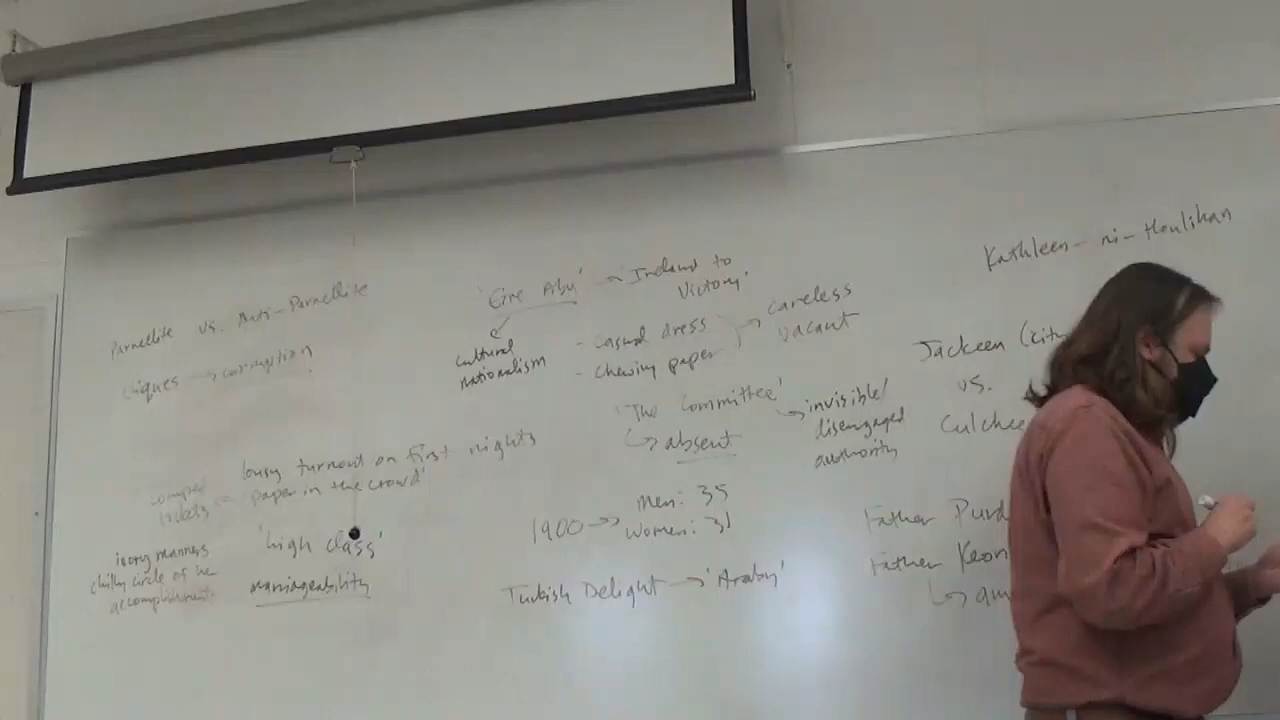 Parnellite vs. Anti-Parnellite
cliques → corruption
'Eire Abu' → 'Ireland to
Victory'
cultural
nationalism
- casual dress
- chewing paper
→ careless
vacant
Kathleen-ni-Houlihan
Jackeen (city
vs.
Culchee
'The Committee'
↳ absent
→ invisible/
disengaged
authority
lousy turnout on first nights
'paper in the crowd'
tickets
ivory manners
chilly circle of her
accomplishments
'high class'
marriageability
1900 → Men: 35
Women: 31
Turkish Delight → 'Araby'
Father Purd
Father Keon
↳ am